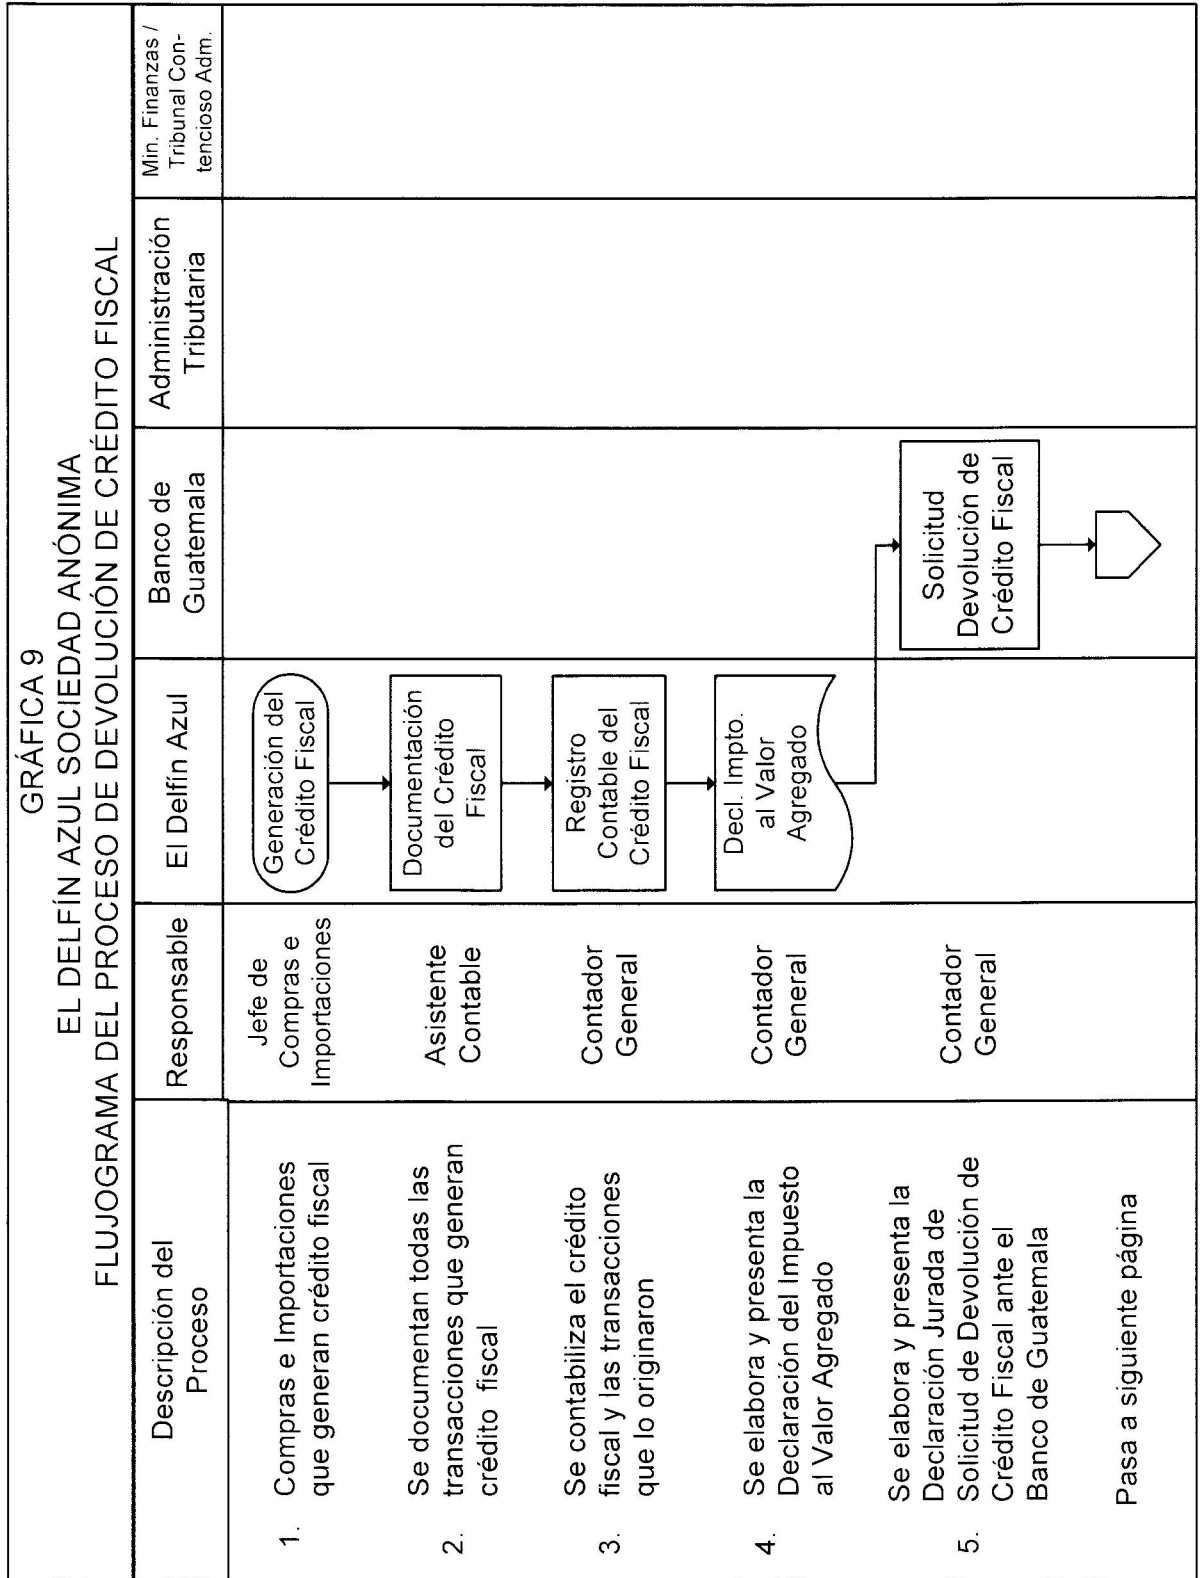 GRÁFICA 9
EL DELFÍN AZUL SOCIEDAD ANÓNIMA
FLUJOGRAMA DEL PROCESO DE DEVOLUCIÓN DE CRÉDITO FISCAL
Descripción del
Proceso
Responsable
El Delfín Azul
Banco de
Guatemala
Administración
Tributaria
Min. Finanzas /
Tribunal Con-
tencioso Adm.
1. Compras e Importaciones
que generan crédito fiscal
Jefe de
Compras e
Importaciones
Generación del
Crédito Fiscal
2. Se documentan todas las
transacciones que generan
crédito fiscal
Asistente
Contable
Documentación
del Crédito
Fiscal
3. Se contabiliza el crédito
fiscal y las transacciones
que lo originaron
Contador
General
Registro
Contable del
Crédito Fiscal
4. Se elabora y presenta la
Declaración del Impuesto
al Valor Agregado
Contador
General
Decl. Impto.
al Valor
Agregado
5. Se elabora y presenta la
Declaración Jurada de
Solicitud de Devolución de
Crédito Fiscal ante el
Banco de Guatemala
Contador
General
Solicitud
Devolución de
Crédito Fiscal
Pasa a siguiente página